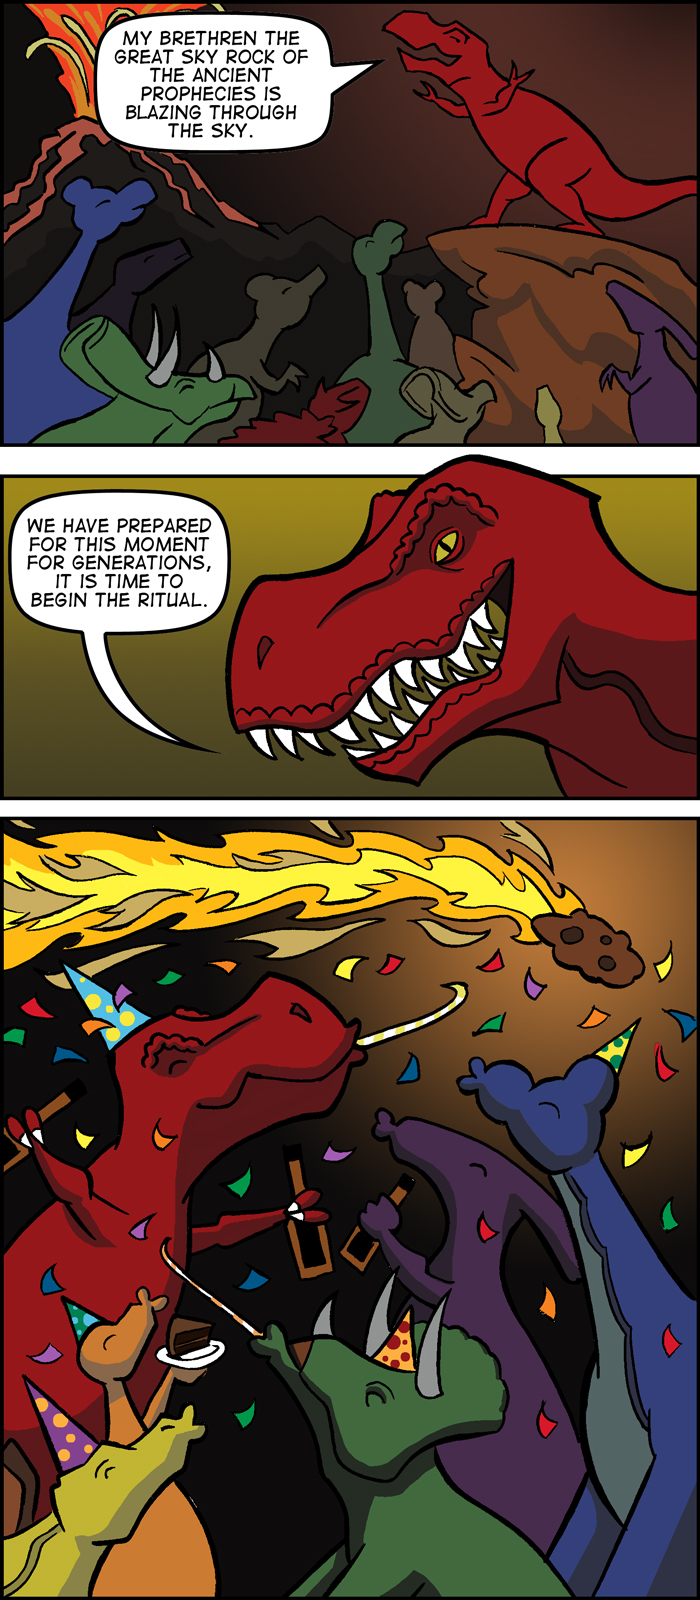 MY BRETHREN THE
GREAT SKY ROCK OF
THE ANCIENT
PROPHECIES IS
BLAZING THROUGH
THE SKY.
WE HAVE PREPARED
FOR THIS MOMENT
FOR GENERATIONS,
IT IS TIME TO
BEGIN THE RITUAL.